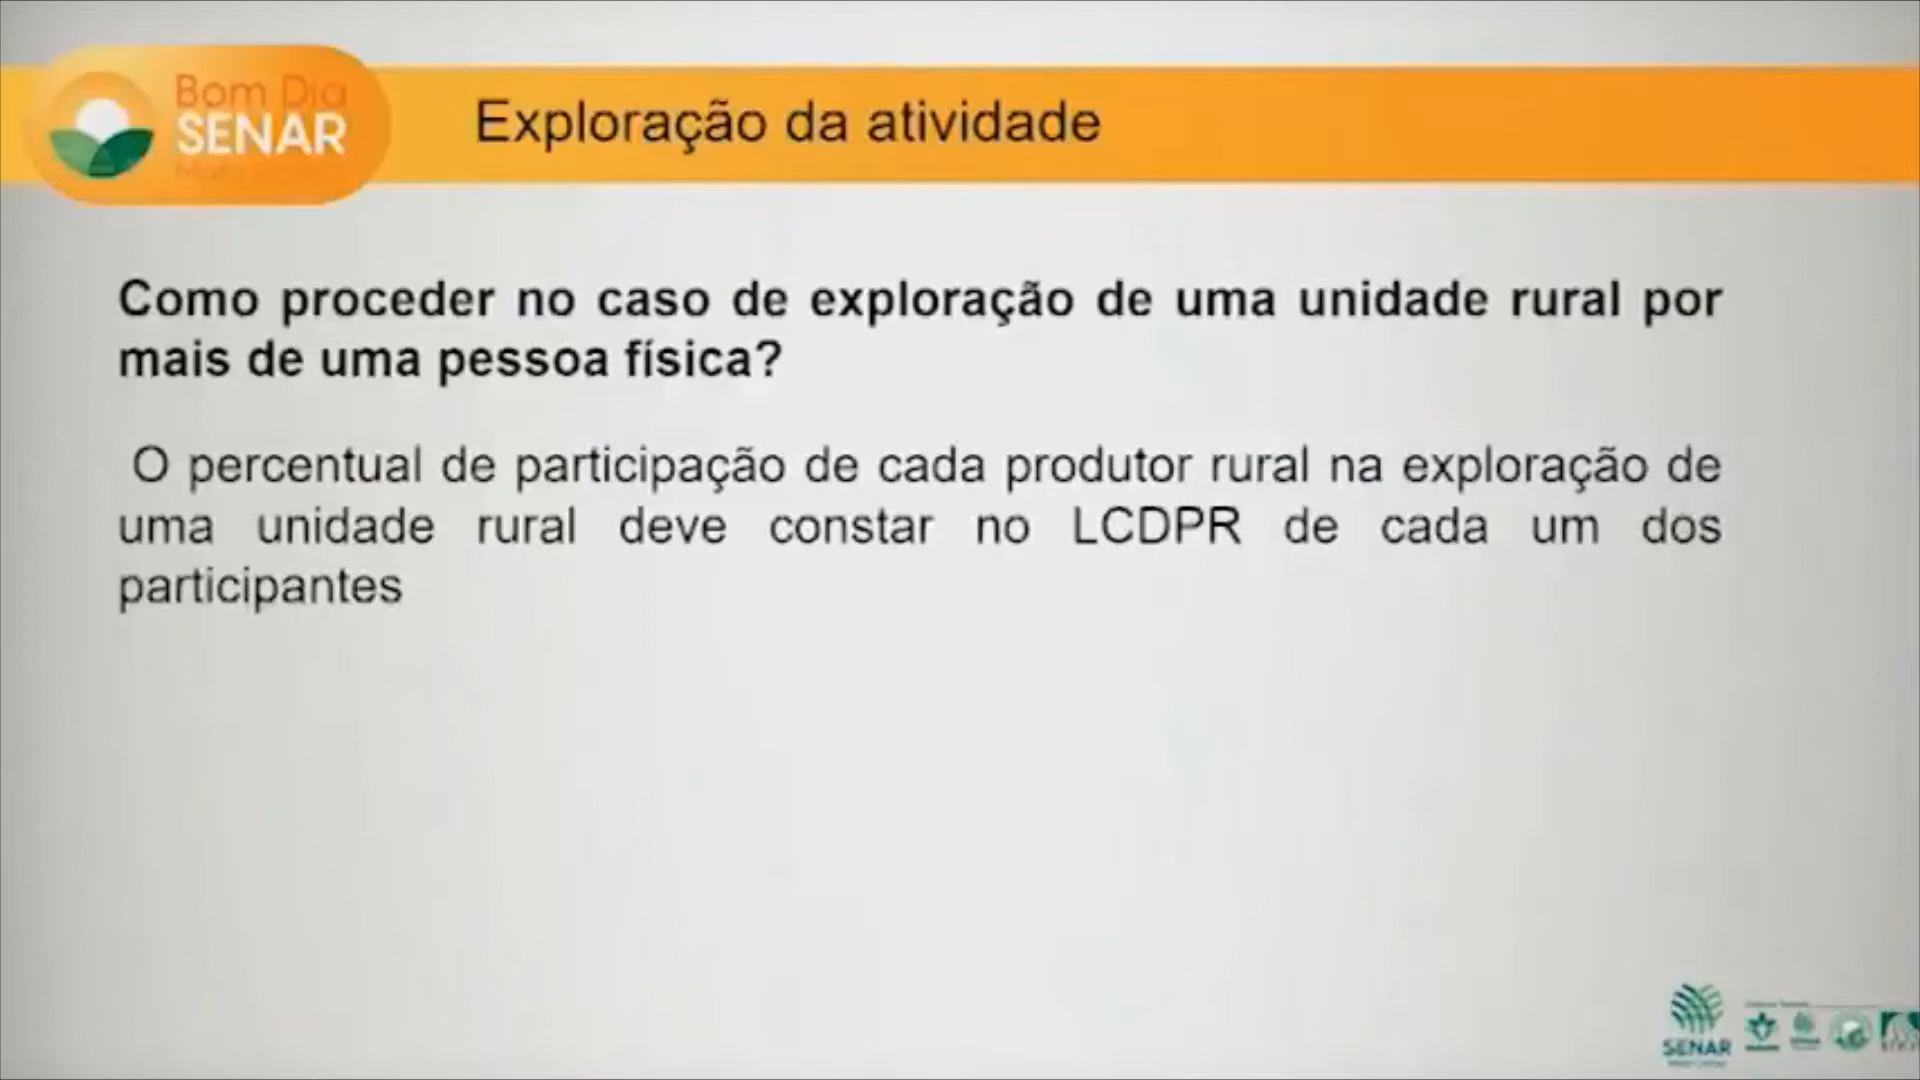 Bom Dia
SENAR
Exploração da atividade
Como proceder no caso de exploração de uma unidade rural por
mais de uma pessoa física?
O percentual de participação de cada produtor rural na exploração de
uma unidade rural deve constar no LCDPR de cada um dos
participantes
SENAR